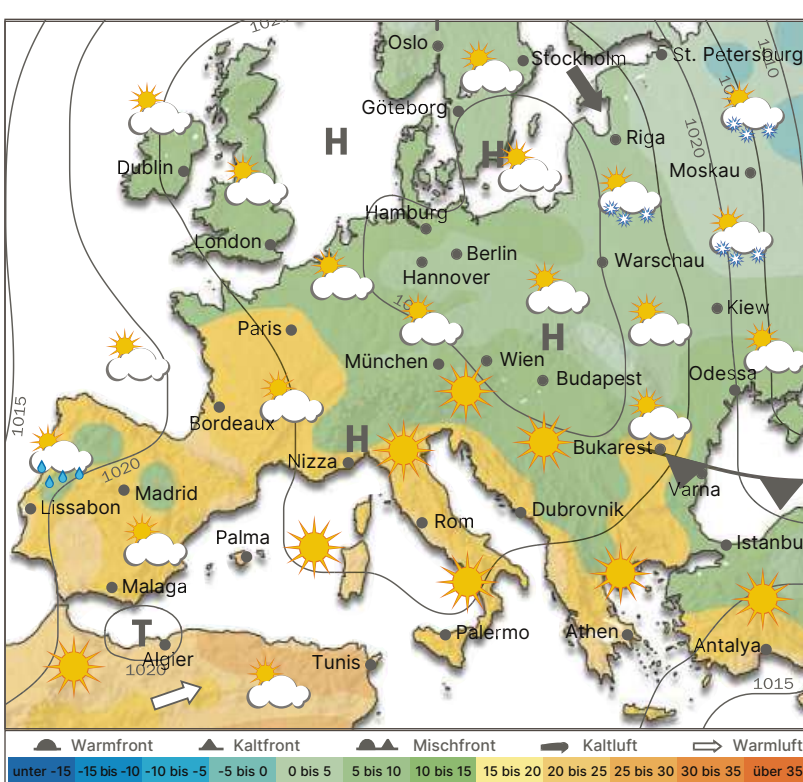 1020
1010
Oslo
Stockholm
St. Petersburg
Göteborg
H
H
Riga
1020
Dublin
Moskau
Hamburg
London
Berlin
Warschau
Hannover
Kiew
Paris
H
München
Wien
Odessa
Budapest
1015
Bordeaux
H
Bukarest
Nizza
1020
Varna
Madrid
Lissabon
Dubrovnik
Rom
Palma
Istanbu
Malaga
T
Palermo
Athen
Antalya
Algier
Tunis
1020
1015
Warmfront Kaltfront Mischfront Kaltluft Warmluft
unter -15 -15 bis -10 -10 bis -5 -5 bis 0 0 bis 5 5 bis 10 10 bis 15 15 bis 20 20 bis 25 25 bis 30 30 bis 35 über 35